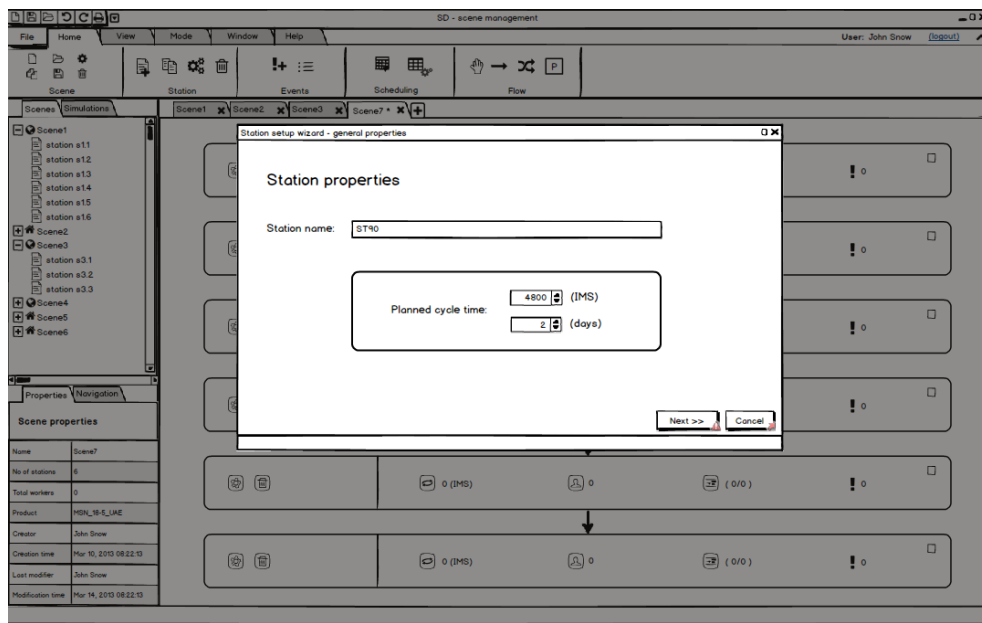 SD - scene management
File Home View Mode Window Help User: John Snow (logout)
P
Scene Station Events Scheduling Flow
Scenes Simulations Scene1 Scene2 Scene3 Scene7 *
Station setup wizard - general properties
Scene1
station s1.1
station s1.2
station s1.3
station s1.4
station s1.5
station s1.6
Scene2
Scene3
station s3.1
station s3.2
station s3.3
Scene4
Scene5
Scene6
Station properties
Station name: ST90
Planned cycle time:
4800 (IMS)
2 (days)
Next >> Cancel
0
0
0
0
0 (IMS) 0 (0/0) 0
0 (IMS) 0 (0/0) 0
Properties Navigation
Scene properties
Name Scene7
No of stations 6
Total workers 0
Product MSN_18-5_UAE
Creator John Snow
Creation time Mar 10, 2013 08:22:13
Last modifier John Snow
Modification time Mar 14, 2013 08:22:13